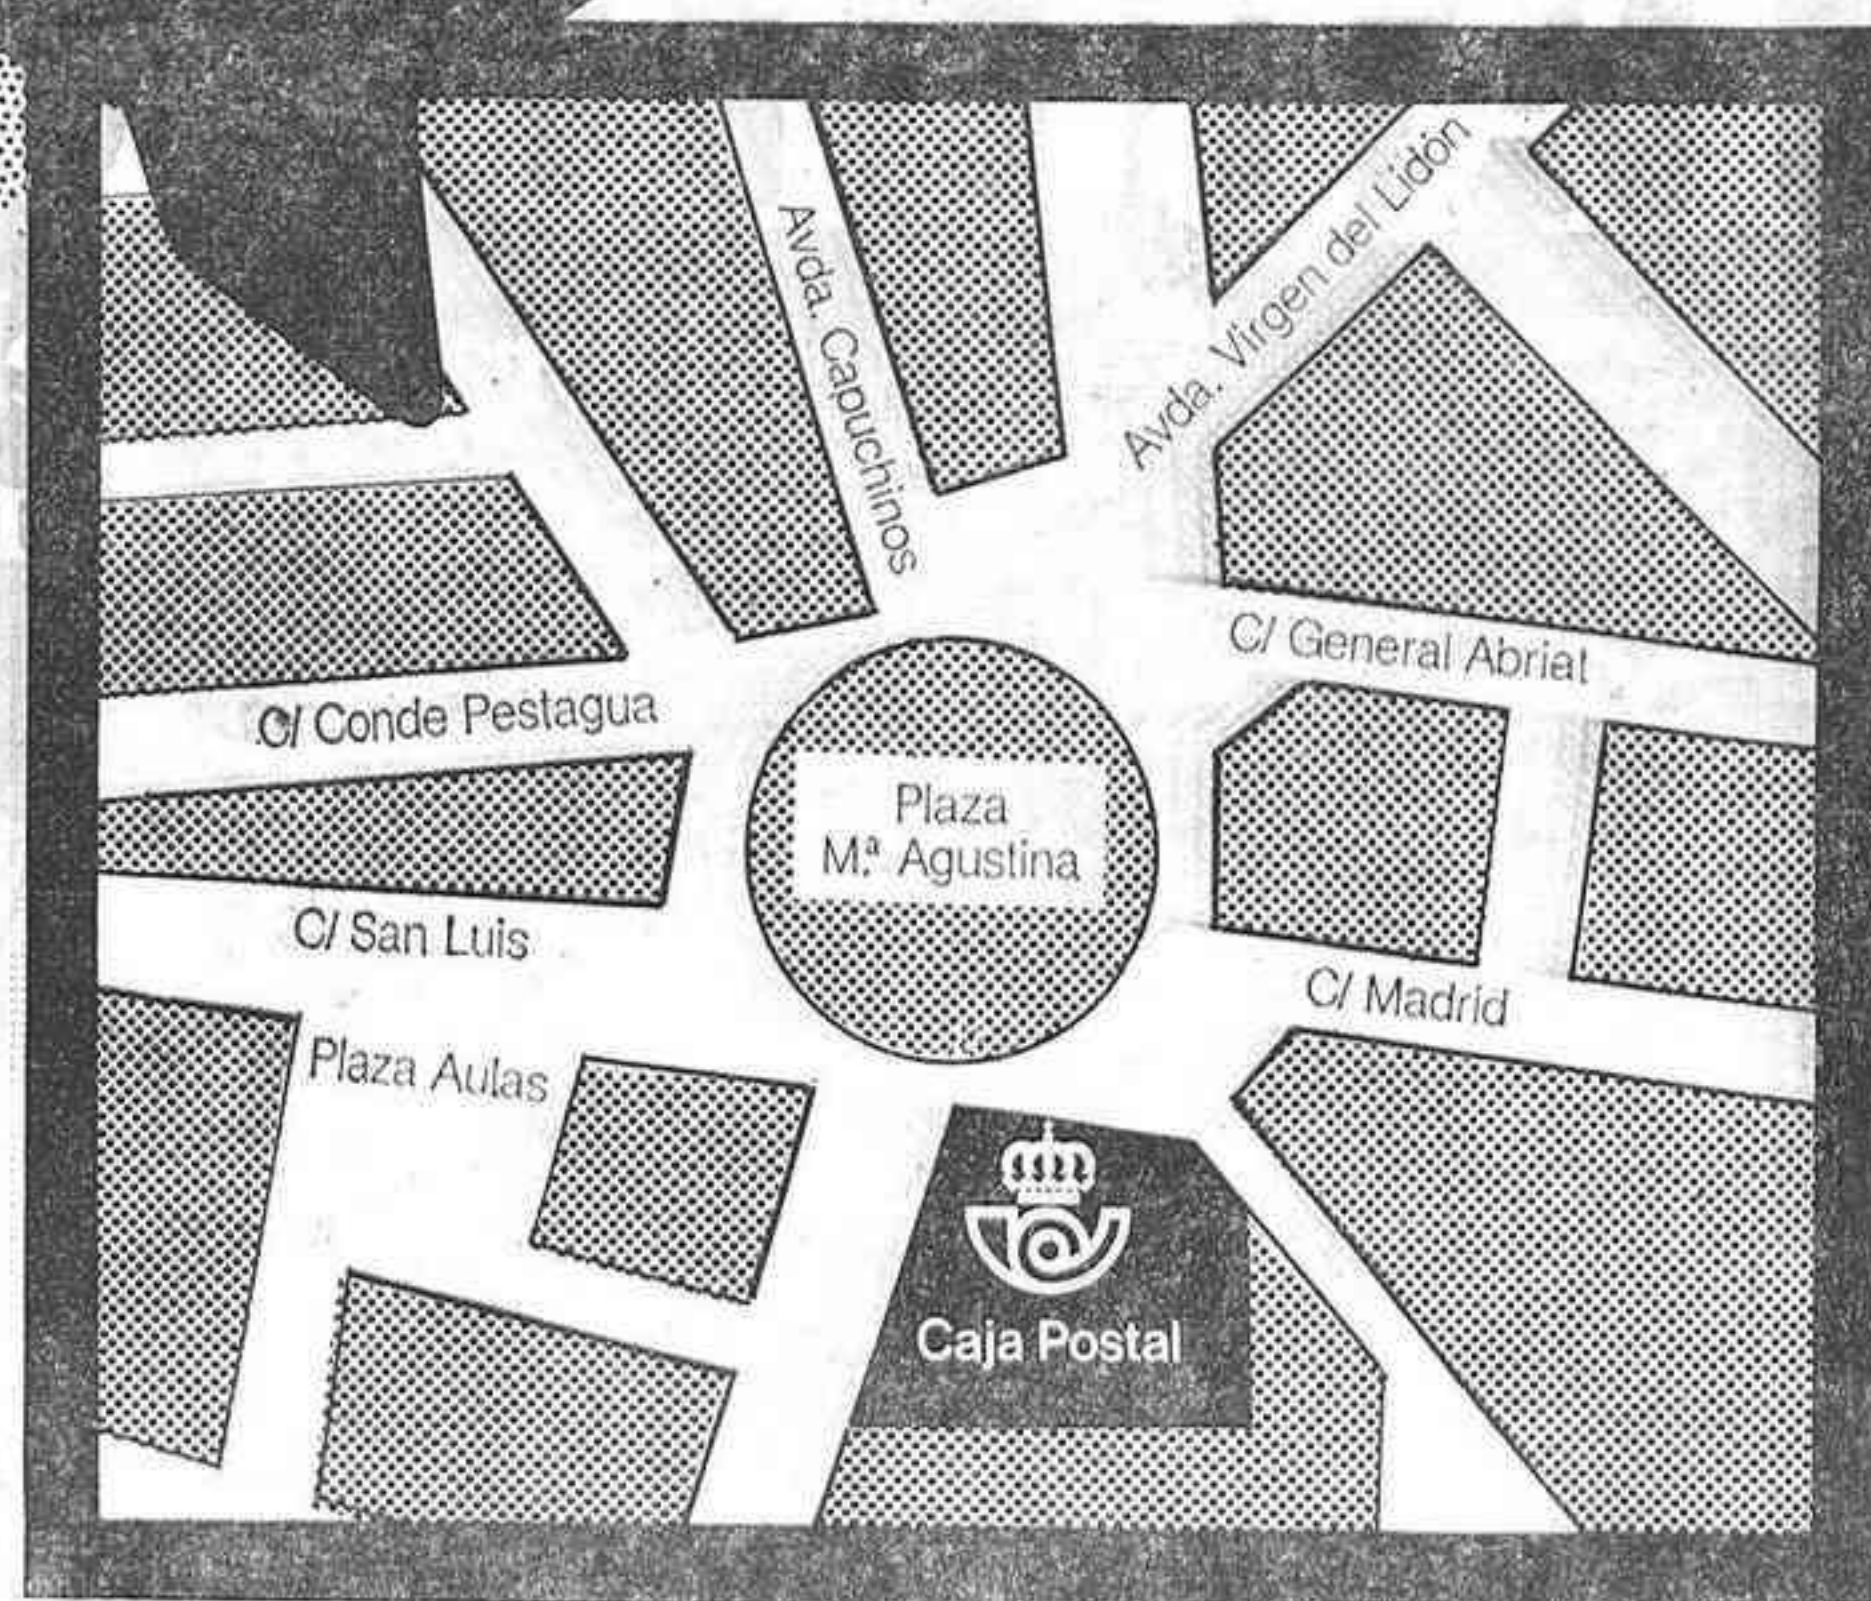 Avda. Capuchinos
Avda. Virgen del Lidón
C/ General Abriat
C/ Conde Pestagua
Plaza
M.ª Agustina
C/ San Luis
C/ Madrid
Plaza Aulas
Caja Postal